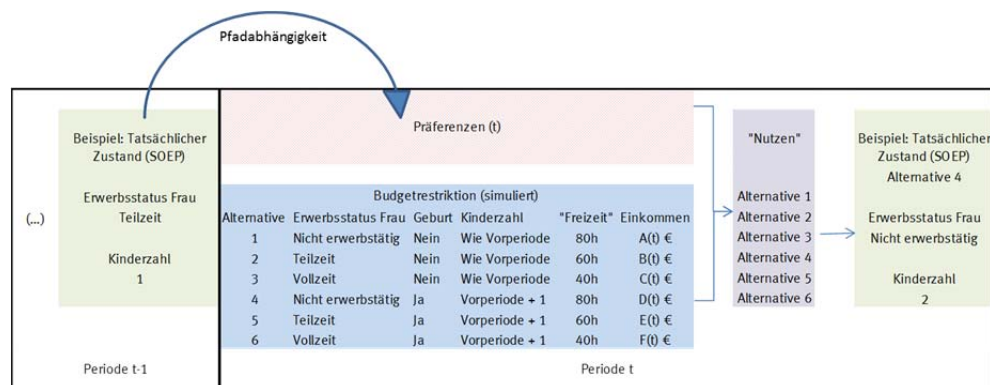 Pfadabhängigkeit
(...)
Beispiel: Tatsächlicher
Zustand (SOEP)
Erwerbsstatus Frau
Teilzeit
Kinderzahl
1
Periode t-1
Präferenzen (t)
Budgetrestriktion (simuliert)
Alternative Erwerbsstatus Frau Geburt Kinderzahl "Freizeit" Einkommen
1 Nicht erwerbstätig Nein Wie Vorperiode 80h A(t) €
2 Teilzeit Nein Wie Vorperiode 60h B(t) €
3 Vollzeit Nein Wie Vorperiode 40h C(t) €
4 Nicht erwerbstätig Ja Vorperiode + 1 80h D(t) €
5 Teilzeit Ja Vorperiode + 1 60h E(t) €
6 Vollzeit Ja Vorperiode + 1 40h F(t) €
"Nutzen"
Alternative 1
Alternative 2
Alternative 3
Alternative 4
Alternative 5
Alternative 6
Beispiel: Tatsächlicher
Zustand (SOEP)
Alternative 4
Erwerbsstatus Frau
Nicht erwerbstätig
Kinderzahl
2
Periode t